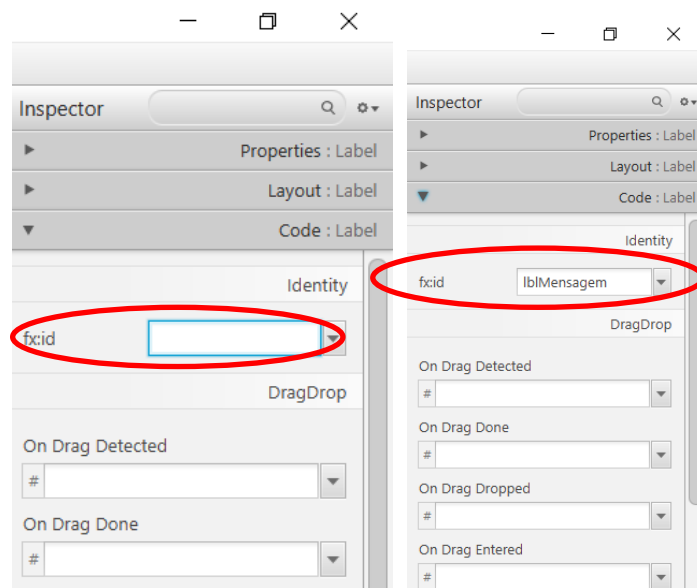 Inspector
Properties : Label
Layout : Label
Code : Label
Identity
fx:id
DragDrop
On Drag Detected
#
On Drag Done
#
Inspector
Properties : Label
Layout : Label
Code : Label
Identity
fx:id lblMensagem
DragDrop
On Drag Detected
#
On Drag Done
#
On Drag Dropped
#
On Drag Entered
#